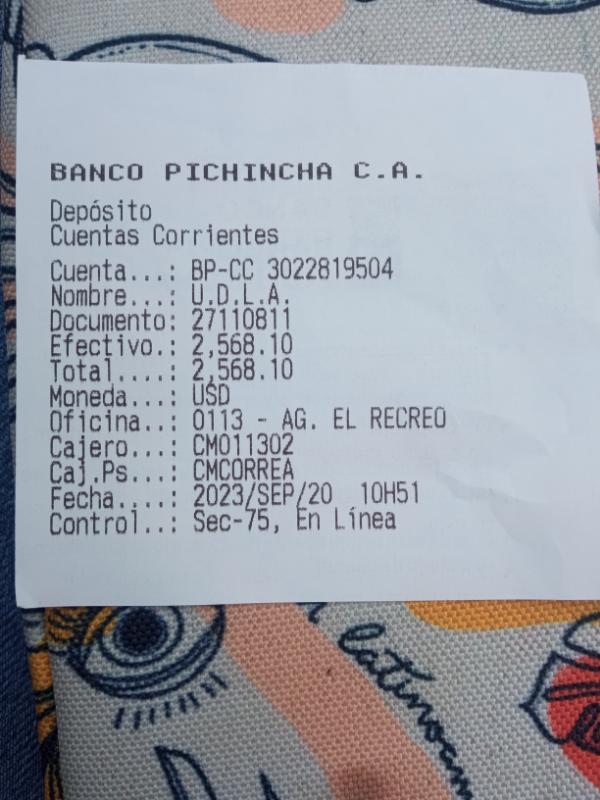 BANCO PICHINCHA C.A.
Depósito
Cuentas Corrientes
Cuenta...: BP-CC 3022819504
Nombre...: U.D.L.A.
Documento: 27110811
Efectivo.: 2,568.10
Total....: 2,568.10
Moneda...: USD
Oficina..: 0113 - AG. EL RECREO
Cajero...: CM011302
Caj.Ps...: CMCORREA
Fecha....: 2023/SEP/20 10H51
Control..: Sec-75, En Línea